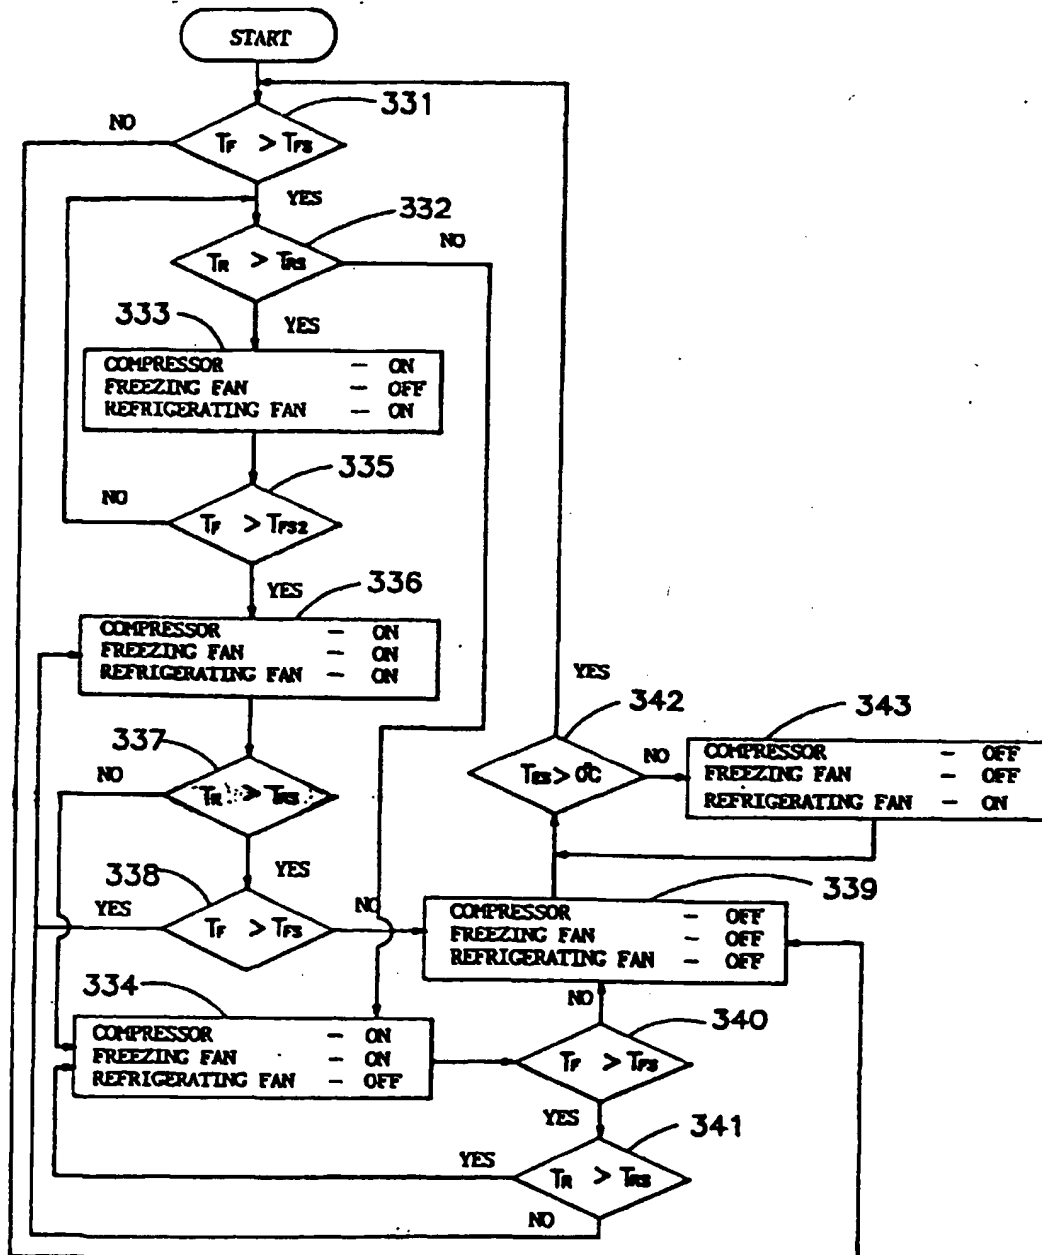 START
331
NO
TF > TFS
YES
332
NO
TR > TRS
YES
333
COMPRESSOR — ON
FREEZING FAN — OFF
REFRIGERATING FAN — ON
335
NO
TF > TFS2
YES
336
COMPRESSOR — ON
FREEZING FAN — ON
REFRIGERATING FAN — ON
YES
342
343
337
NO
TR > TRS
TES > 0°C
NO
COMPRESSOR — OFF
FREEZING FAN — OFF
REFRIGERATING FAN — ON
YES
338
YES
TF > TFS
NO
339
COMPRESSOR — OFF
FREEZING FAN — OFF
REFRIGERATING FAN — OFF
334
NO
340
COMPRESSOR — ON
FREEZING FAN — ON
REFRIGERATING FAN — OFF
TF > TFS
YES
341
YES
TR > TRS
NO